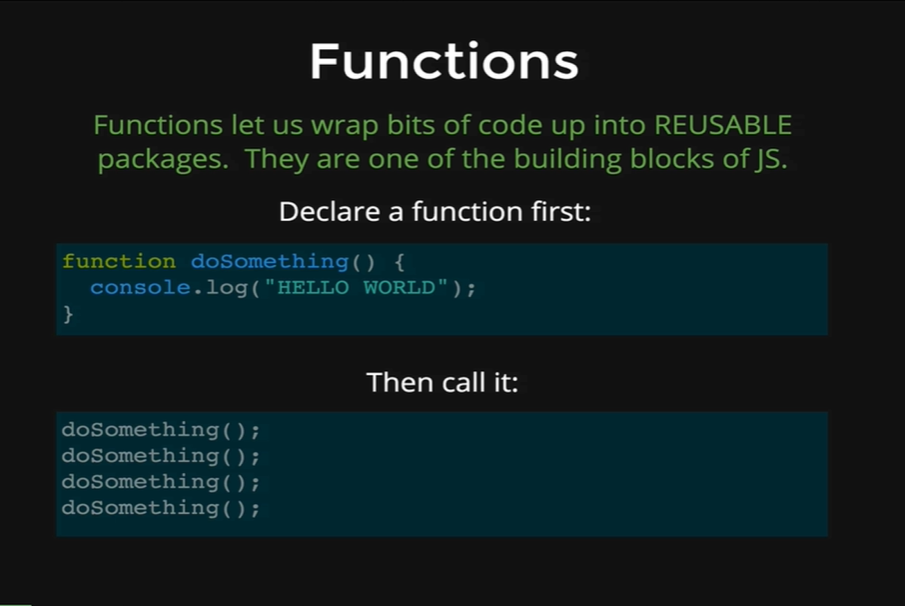 Functions
Functions let us wrap bits of code up into REUSABLE
packages.  They are one of the building blocks of JS.
Declare a function first:
function doSomething() {
  console.log("HELLO WORLD");
}
Then call it:
doSomething();
doSomething();
doSomething();
doSomething();